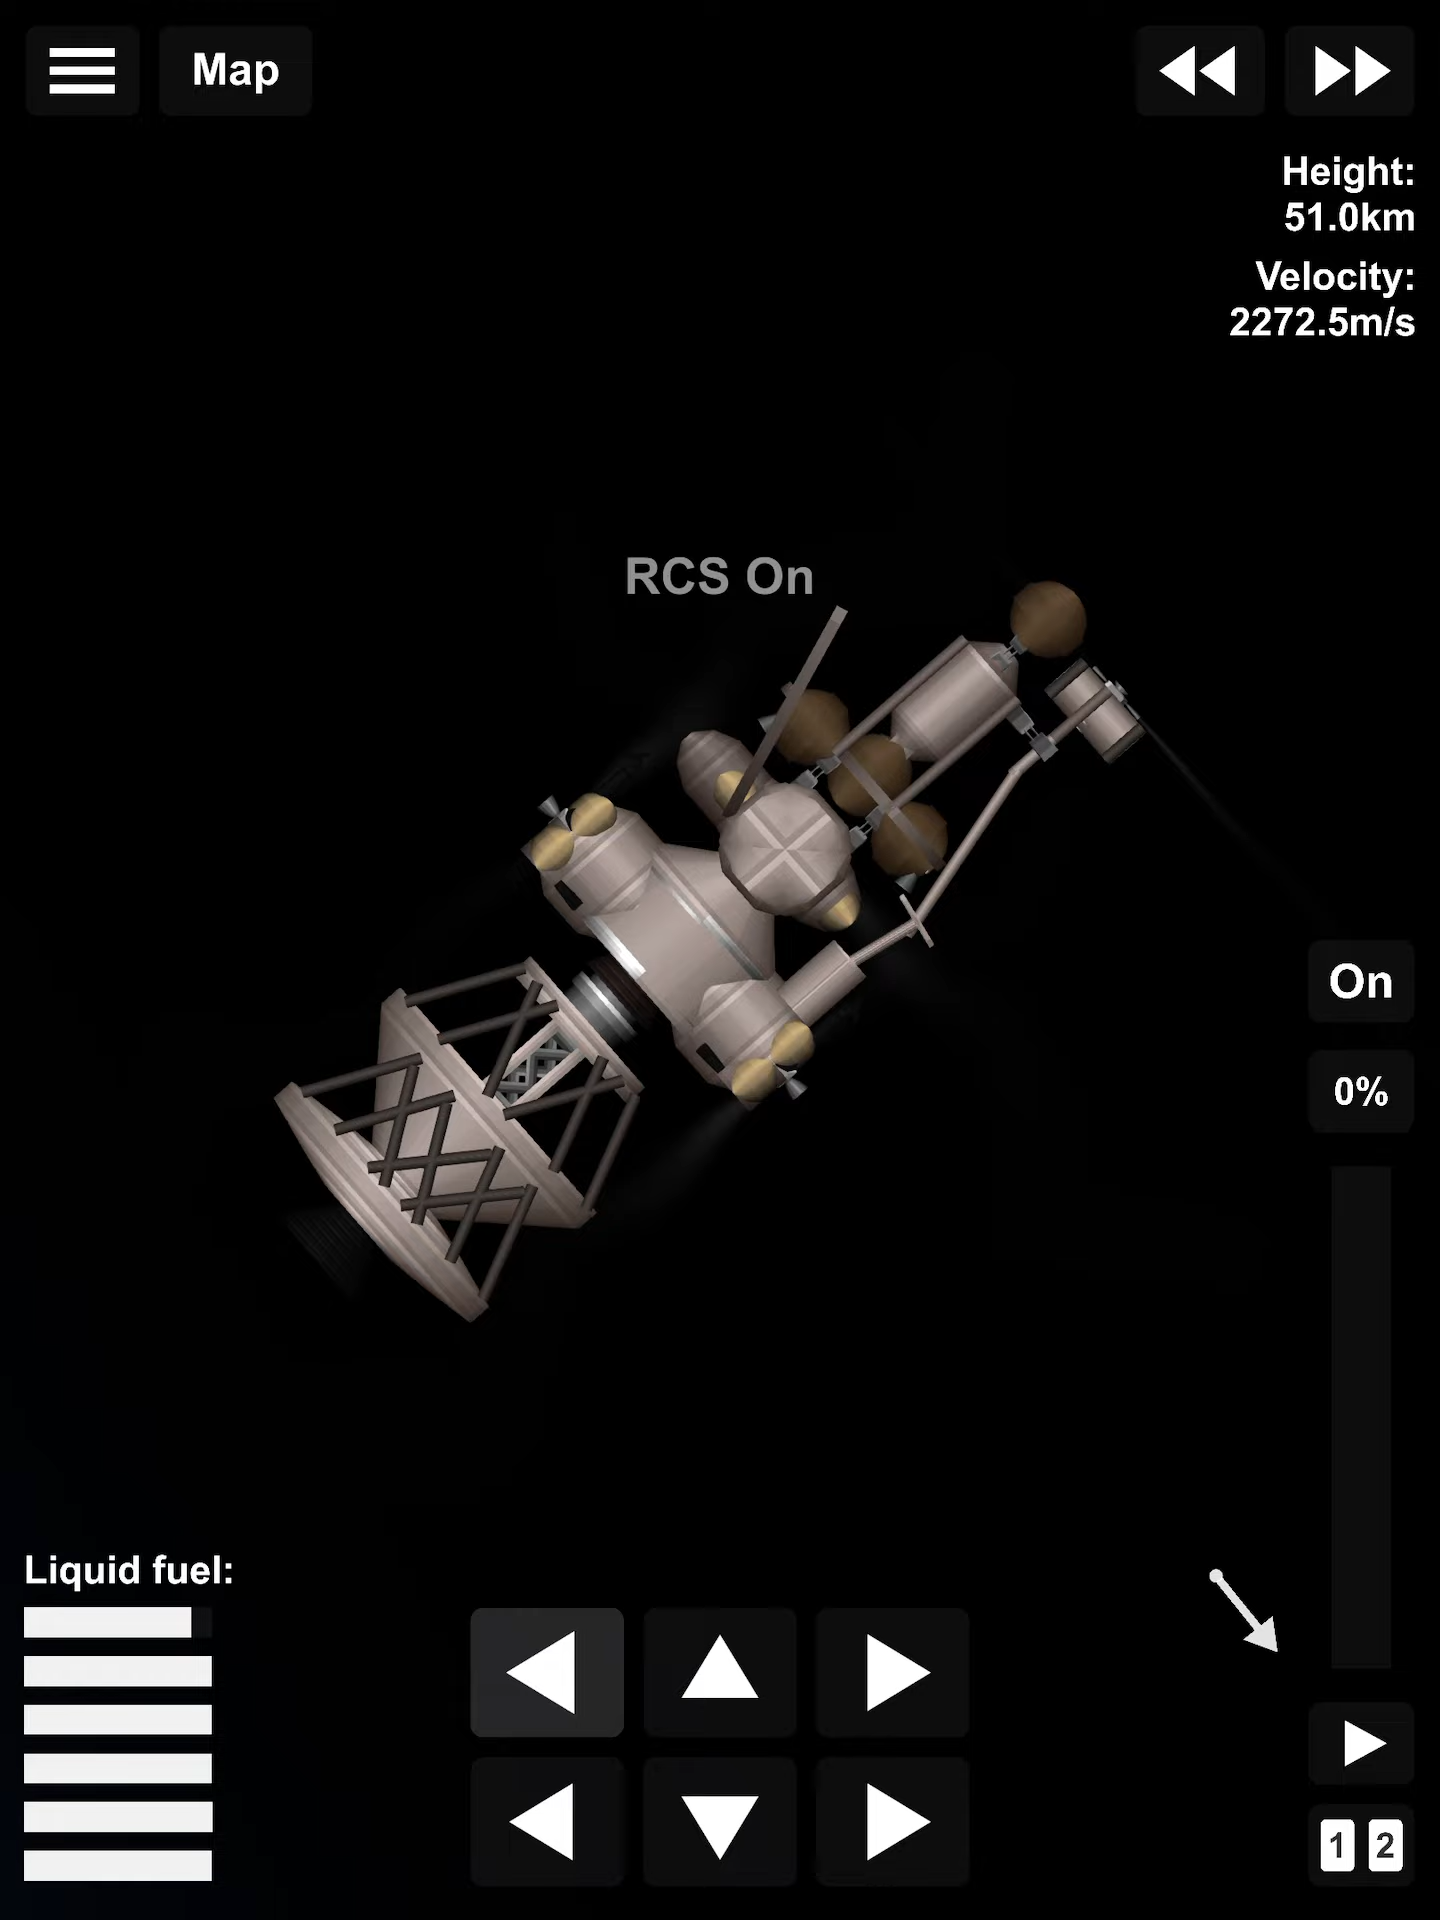 Map
Height:
51.0km
Velocity:
2272.5m/s
RCS On
On
0%
Liquid fuel:
1 2